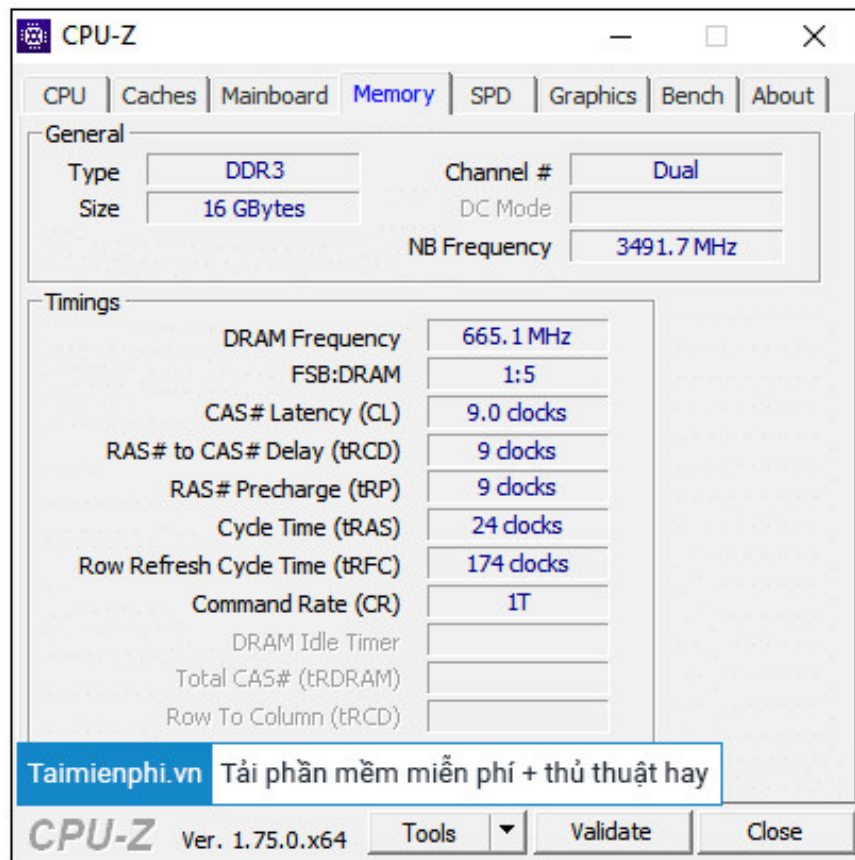 CPU-Z
CPU Caches Mainboard Memory SPD Graphics Bench About
General
Type DDR3 Channel # Dual
Size 16 GBytes DC Mode
NB Frequency 3491.7 MHz
Timings
DRAM Frequency 665.1 MHz
FSB:DRAM 1:5
CAS# Latency (CL) 9.0 clocks
RAS# to CAS# Delay (tRCD) 9 clocks
RAS# Precharge (tRP) 9 clocks
Cycle Time (tRAS) 24 clocks
Row Refresh Cycle Time (tRFC) 174 clocks
Command Rate (CR) 1T
DRAM Idle Timer
Total CAS# (tRDRAM)
Row To Column (tRCD)
Taimienphi.vn Tải phần mềm miễn phí + thủ thuật hay
CPU-Z Ver. 1.75.0.x64 Tools Validate Close